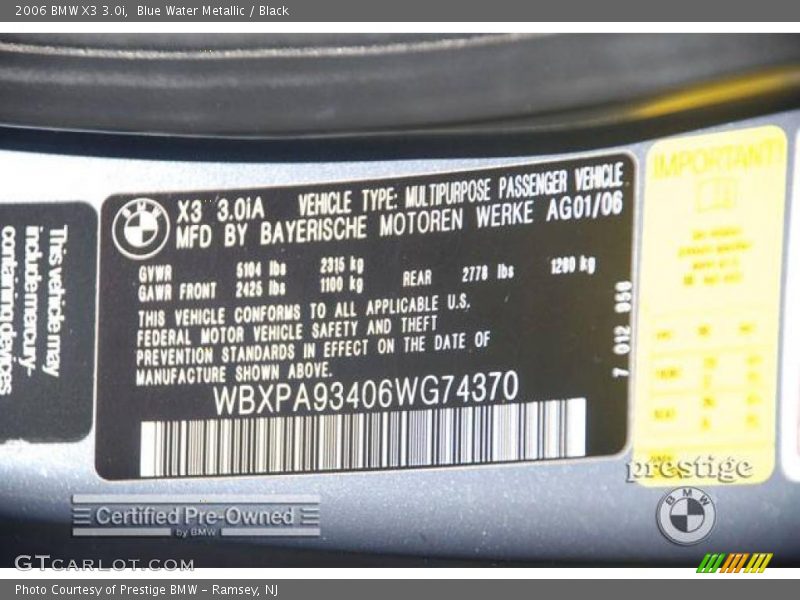 2006 BMW X3 3.0i,  Blue Water Metallic / Black
This vehicle may
include mercury-
containing devices
BMW
X3 3.0iA VEHICLE TYPE: MULTIPURPOSE PASSENGER VEHICLE
MFD BY BAYERISCHE MOTOREN WERKE AG01/06
GVWR 5104 lbs 2315 kg
GAWR FRONT 2425 lbs 1100 kg REAR 2778 lbs 1260 kg
THIS VEHICLE CONFORMS TO ALL APPLICABLE U.S.
FEDERAL MOTOR VEHICLE SAFETY AND THEFT
PREVENTION STANDARDS IN EFFECT ON THE DATE OF
MANUFACTURE SHOWN ABOVE.
WBXPA93406WG74370
7 012 950
IMPORTANT!
prestige
BMW
Certified Pre-Owned
by BMW
GTCARLOT.COM
Photo Courtesy of Prestige BMW – Ramsey, NJ